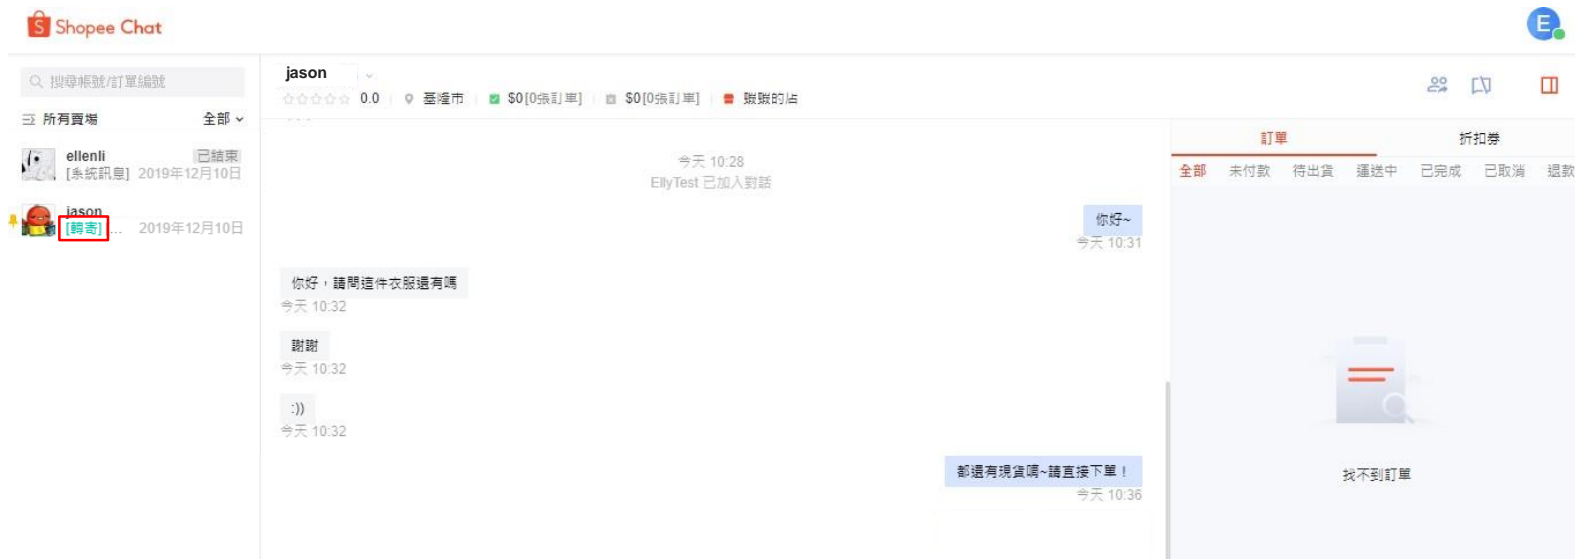 Shopee Chat
E
搜尋帳號/訂單編號
所有賣場 全部
ellenli 已結束
[系統訊息] 2019年12月10日
jason
[轉寄] ... 2019年12月10日
jason
0.0 基隆市 $0[0張訂單] $0[0張訂單] 的店
今天 10:28
EllyTest 已加入對話
你好~
今天 10:31
你好，請問這件衣服還有嗎
今天 10:32
謝謝
今天 10:32
:))
今天 10:32
都還有現貨唷~請直接下單！
今天 10:36
訂單 折扣券
全部 未付款 待出貨 運送中 已完成 已取消 退款
找不到訂單